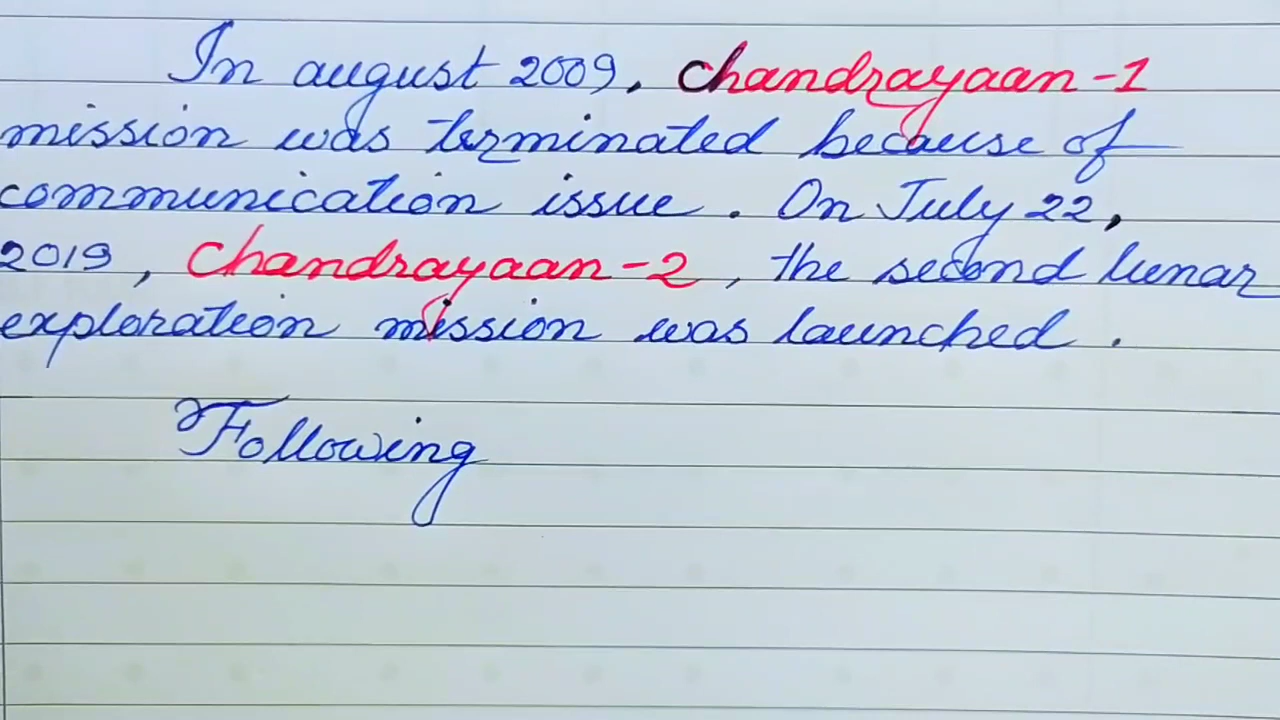 In august 2009, Chandrayaan-1
mission was terminated because of
communication issue. On July 22,
2019, Chandrayaan-2, the second lunar
exploration mission was launched.
Following